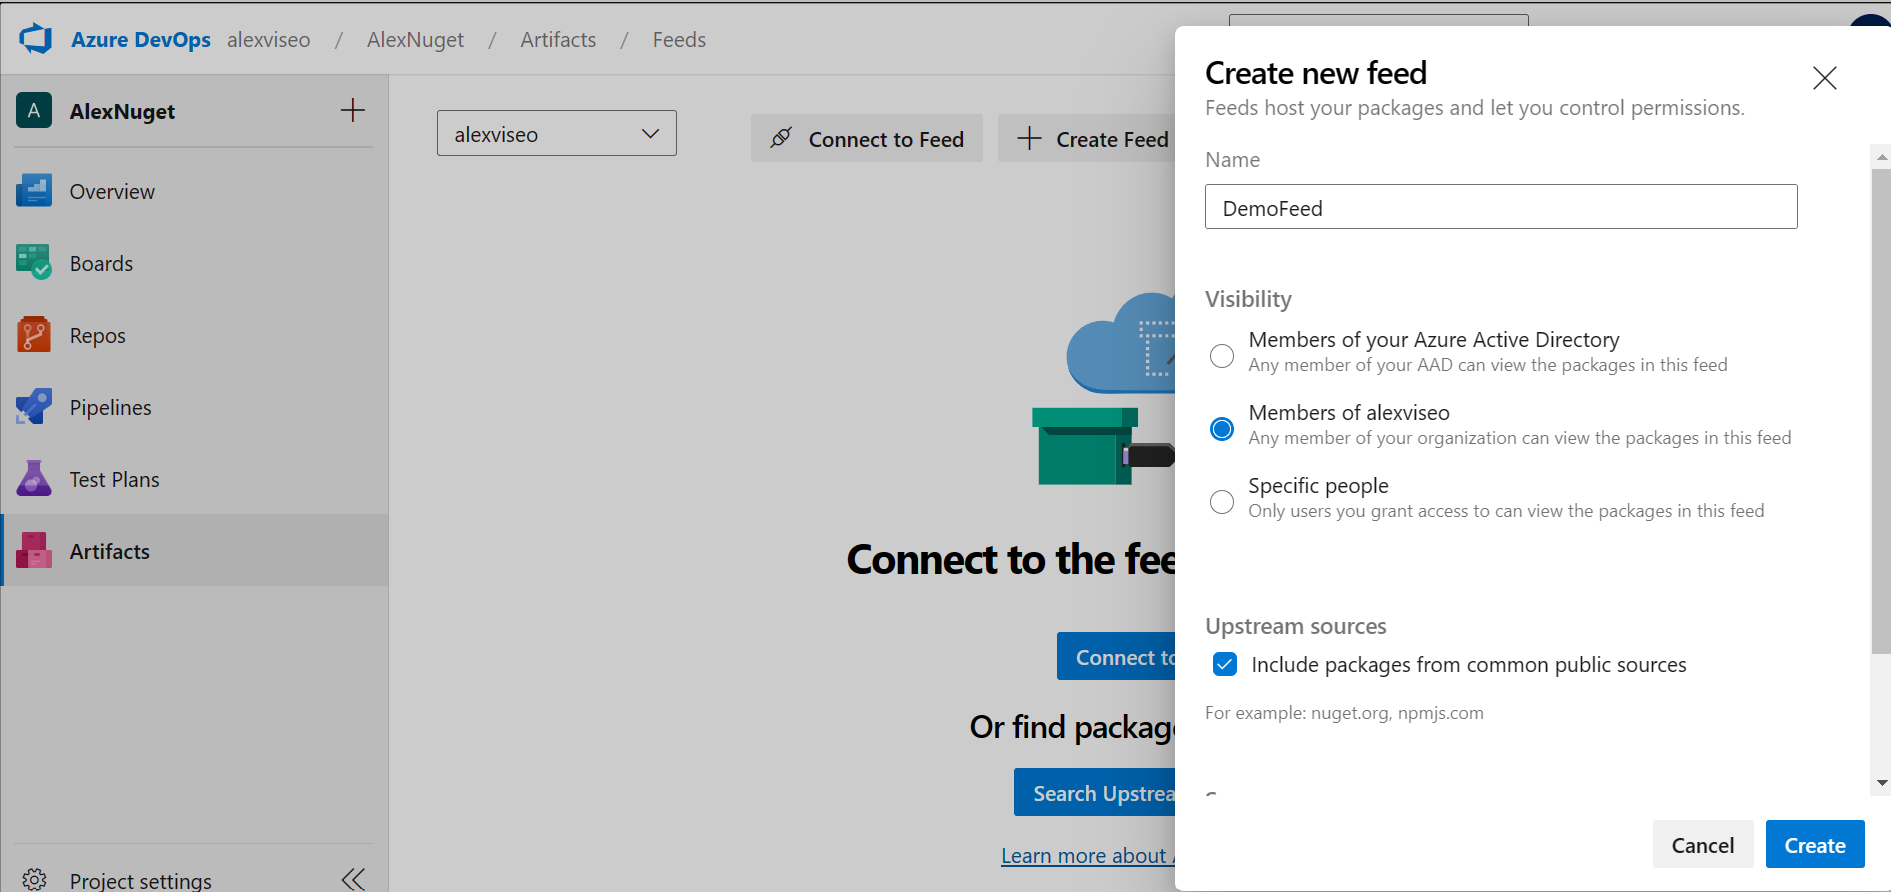 Azure DevOps alexviseo / AlexNuget / Artifacts / Feeds
A AlexNuget
Overview
Boards
Repos
Pipelines
Test Plans
Artifacts
Project settings
alexviseo
Connect to Feed
Create Feed
Connect to the fee
Connect to
Or find packag
Search Upstrea
Learn more about
Create new feed
Feeds host your packages and let you control permissions.
Name
DemoFeed
Visibility
Members of your Azure Active Directory
Any member of your AAD can view the packages in this feed
Members of alexviseo
Any member of your organization can view the packages in this feed
Specific people
Only users you grant access to can view the packages in this feed
Upstream sources
Include packages from common public sources
For example: nuget.org, npmjs.com
Cancel
Create